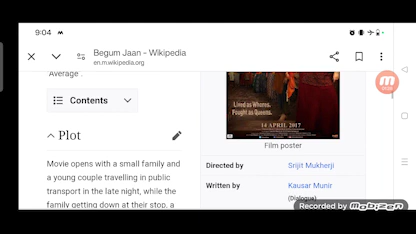 9:04
Begum Jaan - Wikipedia
en.m.wikipedia.org
Average".
Contents
Plot
Movie opens with a small family and
a young couple travelling in public
transport in the late night, while the
family getting down at their stop, a
Lived as Whores.
Fought as Queens.
14 APRIL 2017
Film poster
Directed by Srijit Mukherji
Written by Kausar Munir
(Dialogue)
Recorded by Mobizen